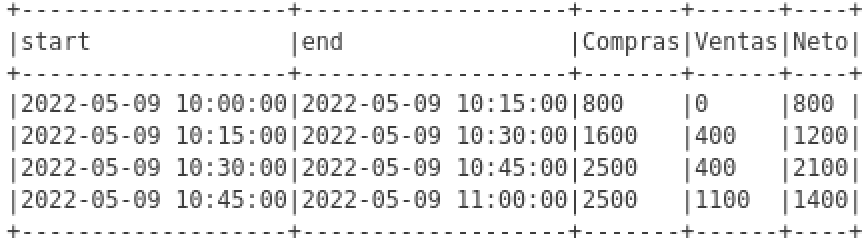 +-------------------+-------------------+-------+------+----+
|start              |end                |Compras|Ventas|Neto|
+-------------------+-------------------+-------+------+----+
|2022-05-09 10:00:00|2022-05-09 10:15:00|800    |0     |800 |
|2022-05-09 10:15:00|2022-05-09 10:30:00|1600   |400   |1200|
|2022-05-09 10:30:00|2022-05-09 10:45:00|2500   |400   |2100|
|2022-05-09 10:45:00|2022-05-09 11:00:00|2500   |1100  |1400|
+-------------------+-------------------+-------+------+----+